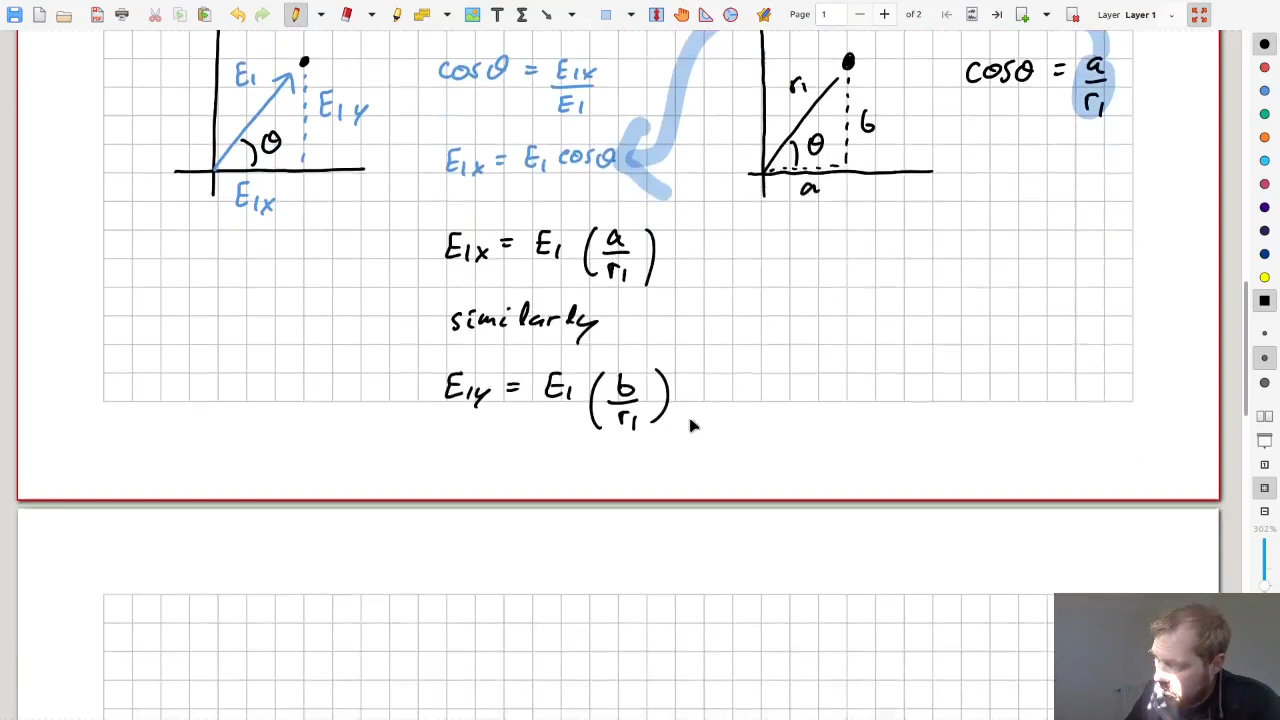 Page 1 of 2 Layer Layer 1
E1
E1y
θ
E1x
cosθ = E1x / E1
E1x = E1 cosθ
r1
b
θ
a
cosθ = a / r1
E1x = E1 (a / r1)
similarly
E1y = E1 (b / r1)
302%